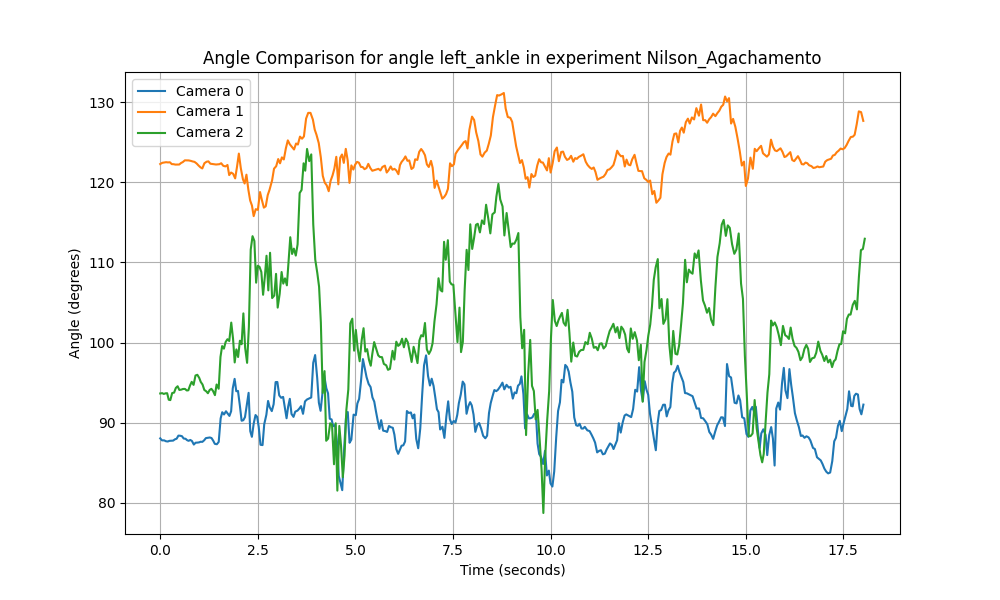 Angle Comparison for angle left_ankle in experiment Nilson_Agachamento
Camera 0
Camera 1
Camera 2
Angle (degrees)
130
120
110
100
90
80
0.0 2.5 5.0 7.5 10.0 12.5 15.0 17.5
Time (seconds)